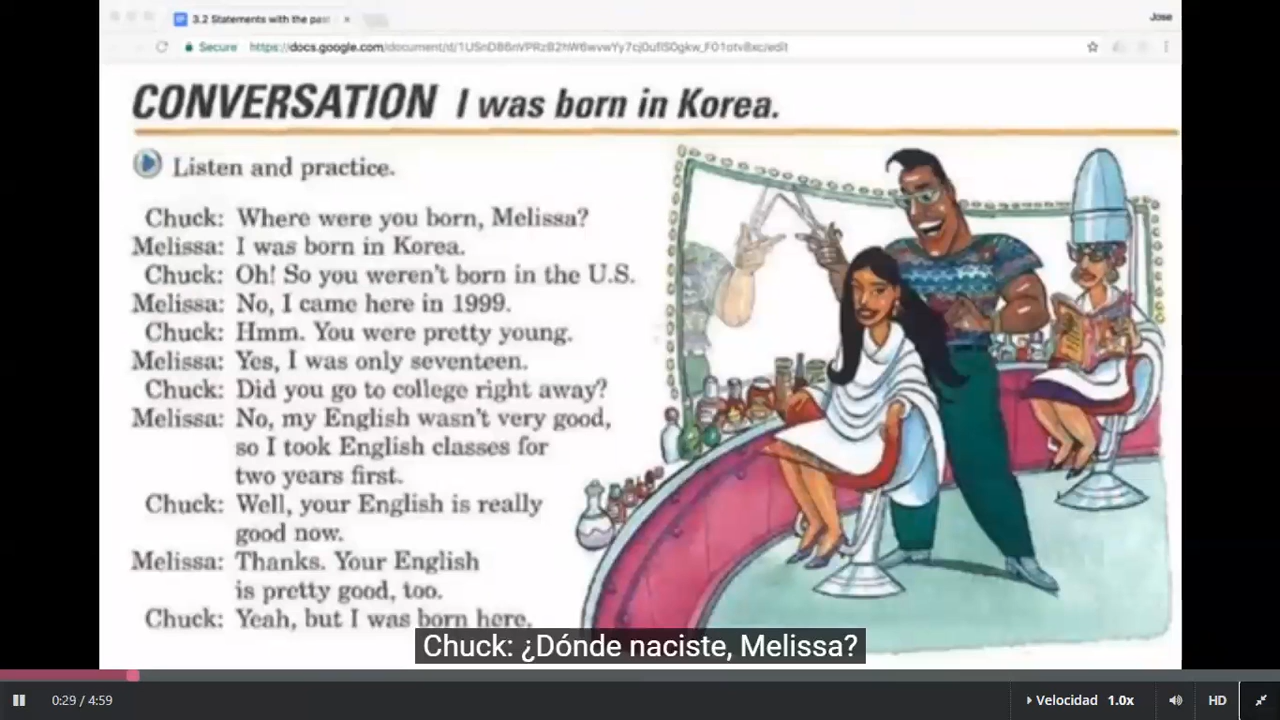 3.2 Statements with the pas
Jose
Secure
CONVERSATION I was born in Korea.
Listen and practice.
Chuck: Where were you born, Melissa?
Melissa: I was born in Korea.
Chuck: Oh! So you weren't born in the U.S.
Melissa: No, I came here in 1999.
Chuck: Hmm. You were pretty young.
Melissa: Yes, I was only seventeen.
Chuck: Did you go to college right away?
Melissa: No, my English wasn't very good,
so I took English classes for
two years first.
Chuck: Well, your English is really
good now.
Melissa: Thanks. Your English
is pretty good, too.
Chuck: Yeah, but I was born here.
Chuck: ¿Dónde naciste, Melissa?
0:29 / 4:59
Velocidad 1.0x
HD